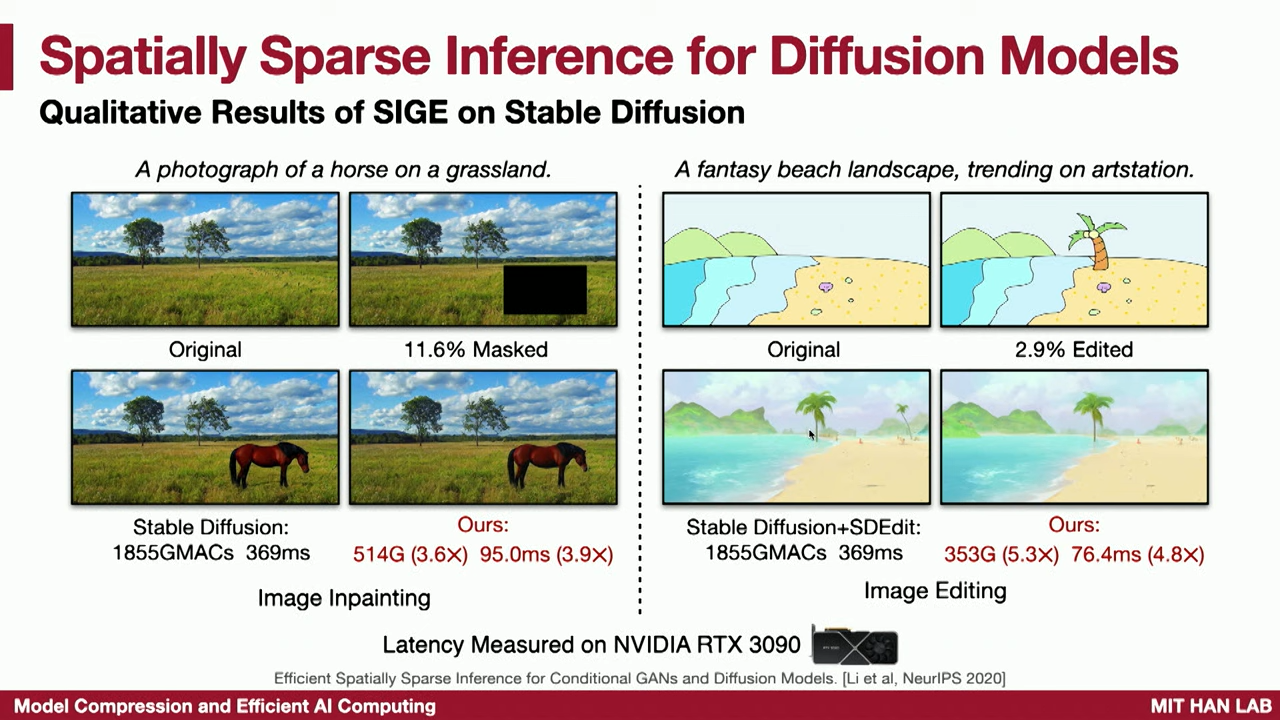 Spatially Sparse Inference for Diffusion Models
Qualitative Results of SIGE on Stable Diffusion
A photograph of a horse on a grassland.
Original
11.6% Masked
Stable Diffusion:
1855GMACs 369ms
Ours:
514G (3.6×) 95.0ms (3.9×)
Image Inpainting
A fantasy beach landscape, trending on artstation.
Original
2.9% Edited
Stable Diffusion+SDEdit:
1855GMACs 369ms
Ours:
353G (5.3×) 76.4ms (4.8×)
Image Editing
Latency Measured on NVIDIA RTX 3090
Efficient Spatially Sparse Inference for Conditional GANs and Diffusion Models. [Li et al, NeurIPS 2020]
Model Compression and Efficient AI Computing
MIT HAN LAB